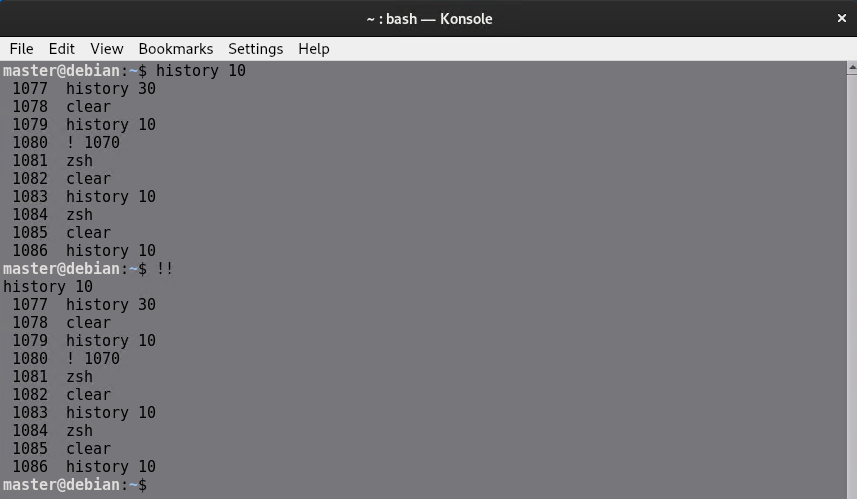 ~ : bash — Konsole
File Edit View Bookmarks Settings Help
master@debian:~$ history 10
1077 history 30
1078 clear
1079 history 10
1080 ! 1070
1081 zsh
1082 clear
1083 history 10
1084 zsh
1085 clear
1086 history 10
master@debian:~$ !!
history 10
1077 history 30
1078 clear
1079 history 10
1080 ! 1070
1081 zsh
1082 clear
1083 history 10
1084 zsh
1085 clear
1086 history 10
master@debian:~$